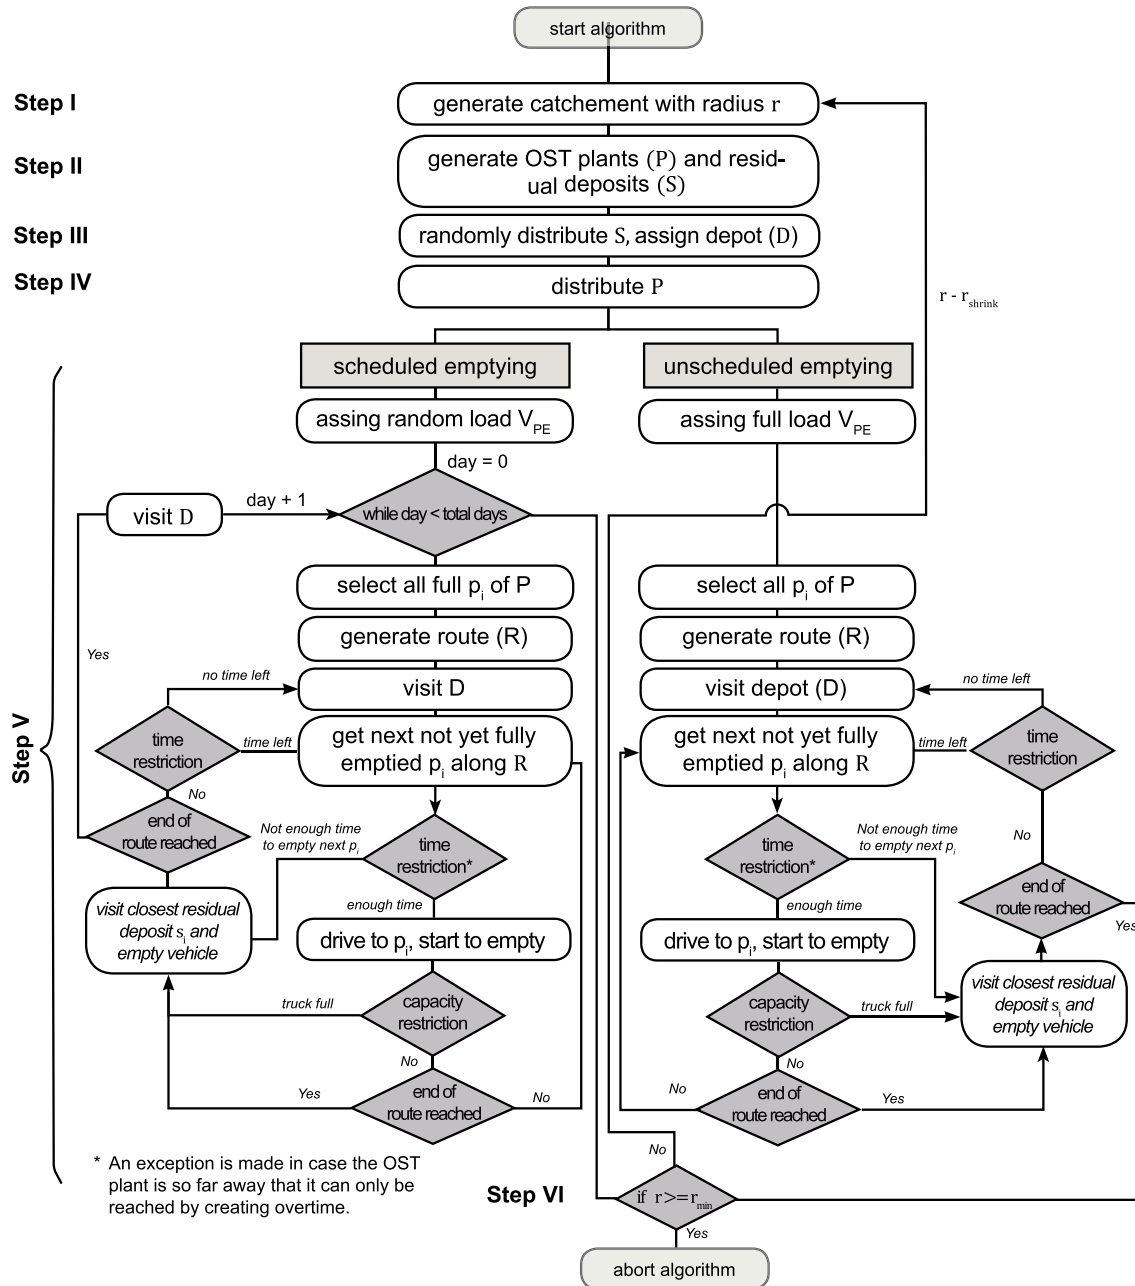 start algorithm
Step I
generate catchement with radius r
Step II
generate OST plants (P) and resid-
ual deposits (S)
Step III
randomly distribute S, assign depot (D)
Step IV
distribute P
r - r_shrink
scheduled emptying
unscheduled emptying
assing random load V_PE
assing full load V_PE
day = 0
visit D
day + 1
while day < total days
select all full p_i of P
select all p_i of P
generate route (R)
generate route (R)
Yes
no time left
visit D
visit depot (D)
no time left
Step V
time
restriction
time left
get next not yet fully
emptied p_i along R
get next not yet fully
emptied p_i along R
time left
time
restriction
No
end of
route reached
Not enough time
to empty next p_i
time
restriction*
time
restriction*
Not enough time
to empty next p_i
No
end of
route reached
Yes
enough time
enough time
visit closest residual
deposit s_i and
empty vehicle
drive to p_i, start to empty
drive to p_i, start to empty
visit closest residual
deposit s_i and
empty vehicle
truck full
capacity
restriction
capacity
restriction
truck full
No
No
Yes
end of
route reached
No
No
end of
route reached
Yes
* An exception is made in case the OST
plant is so far away that it can only be
reached by creating overtime.
No
Step VI
if r>=r_min
Yes
abort algorithm